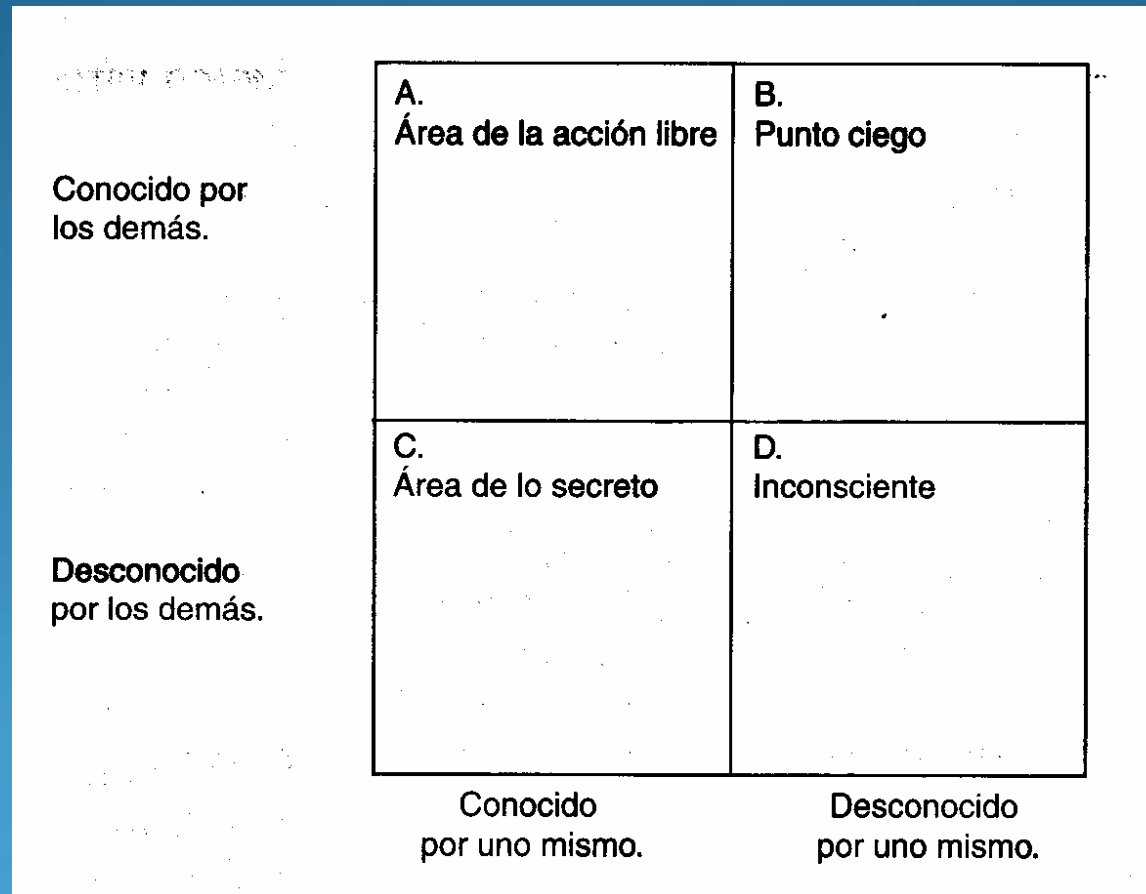 A.
Área de la acción libre
B.
Punto ciego
Conocido por
los demás.
C.
Área de lo secreto
D.
Inconsciente
Desconocido
por los demás.
Conocido
por uno mismo.
Desconocido
por uno mismo.